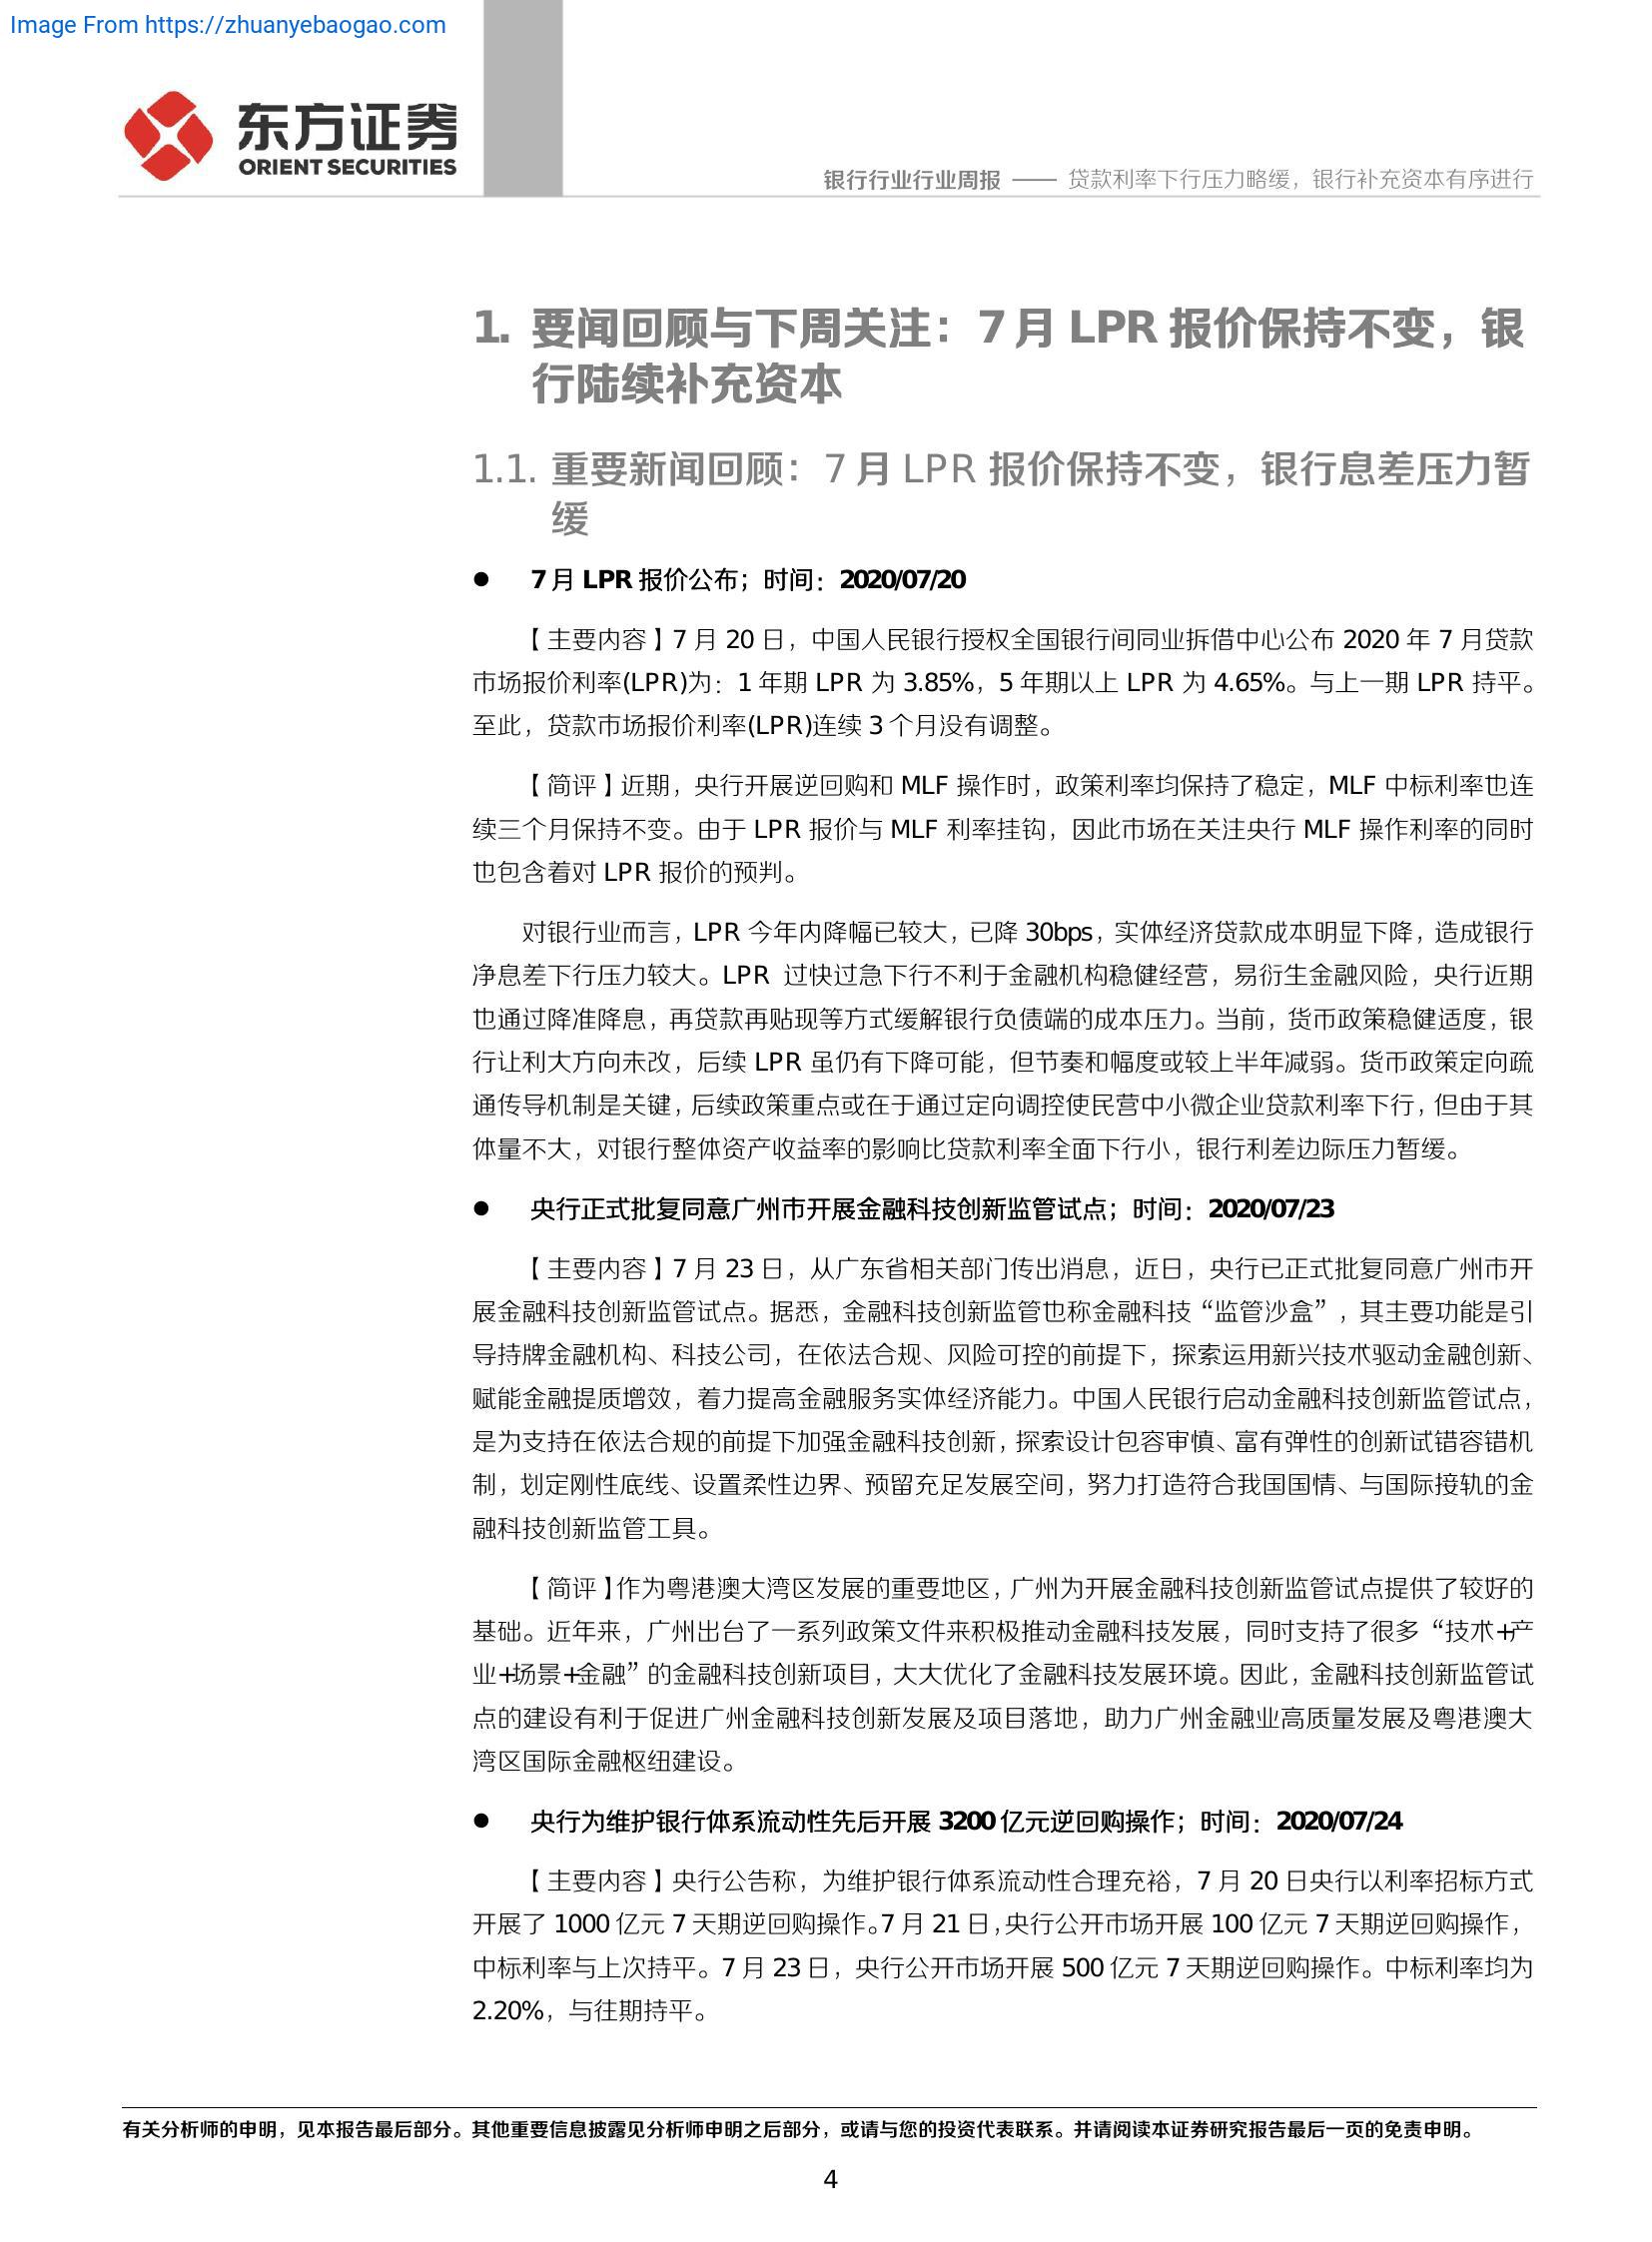 Image From https://zhuanyebaogao.com
东方证券
ORIENT SECURITIES
银行行业行业周报 —— 贷款利率下行压力略缓，银行补充资本有序进行
1. 要闻回顾与下周关注：7 月 LPR 报价保持不变，银
行陆续补充资本
1.1. 重要新闻回顾：7 月 LPR 报价保持不变，银行息差压力暂
缓
● 7 月 LPR 报价公布；时间：2020/07/20
【主要内容】7 月 20 日，中国人民银行授权全国银行间同业拆借中心公布 2020 年 7 月贷款
市场报价利率(LPR)为：1 年期 LPR 为 3.85%，5 年期以上 LPR 为 4.65%。与上一期 LPR 持平。
至此，贷款市场报价利率(LPR)连续 3 个月没有调整。
【简评】近期，央行开展逆回购和 MLF 操作时，政策利率均保持了稳定，MLF 中标利率也连
续三个月保持不变。由于 LPR 报价与 MLF 利率挂钩，因此市场在关注央行 MLF 操作利率的同时
也包含着对 LPR 报价的预判。
对银行业而言，LPR 今年内降幅已较大，已降 30bps，实体经济贷款成本明显下降，造成银行
净息差下行压力较大。LPR 过快过急下行不利于金融机构稳健经营，易衍生金融风险，央行近期
也通过降准降息，再贷款再贴现等方式缓解银行负债端的成本压力。当前，货币政策稳健适度，银
行让利大方向未改，后续 LPR 虽仍有下降可能，但节奏和幅度或较上半年减弱。货币政策定向疏
通传导机制是关键，后续政策重点或在于通过定向调控使民营中小微企业贷款利率下行，但由于其
体量不大，对银行整体资产收益率的影响比贷款利率全面下行小，银行利差边际压力暂缓。
● 央行正式批复同意广州市开展金融科技创新监管试点；时间：2020/07/23
【主要内容】7 月 23 日，从广东省相关部门传出消息，近日，央行已正式批复同意广州市开
展金融科技创新监管试点。据悉，金融科技创新监管也称金融科技“监管沙盒”，其主要功能是引
导持牌金融机构、科技公司，在依法合规、风险可控的前提下，探索运用新兴技术驱动金融创新、
赋能金融提质增效，着力提高金融服务实体经济能力。中国人民银行启动金融科技创新监管试点，
是为支持在依法合规的前提下加强金融科技创新，探索设计包容审慎、富有弹性的创新试错容错机
制，划定刚性底线、设置柔性边界、预留充足发展空间，努力打造符合我国国情、与国际接轨的金
融科技创新监管工具。
【简评】作为粤港澳大湾区发展的重要地区，广州为开展金融科技创新监管试点提供了较好的
基础。近年来，广州出台了一系列政策文件来积极推动金融科技发展，同时支持了很多“技术+产
业+场景+金融”的金融科技创新项目，大大优化了金融科技发展环境。因此，金融科技创新监管试
点的建设有利于促进广州金融科技创新发展及项目落地，助力广州金融业高质量发展及粤港澳大
湾区国际金融枢纽建设。
● 央行为维护银行体系流动性先后开展 3200 亿元逆回购操作；时间：2020/07/24
【主要内容】央行公告称，为维护银行体系流动性合理充裕，7 月 20 日央行以利率招标方式
开展了 1000 亿元 7 天期逆回购操作。7 月 21 日，央行公开市场开展 100 亿元 7 天期逆回购操作，
中标利率与上次持平。7 月 23 日，央行公开市场开展 500 亿元 7 天期逆回购操作。中标利率均为
2.20%，与往期持平。
有关分析师的申明，见本报告最后部分。其他重要信息披露见分析师申明之后部分，或请与您的投资代表联系。并请阅读本证券研究报告最后一页的免责申明。
4